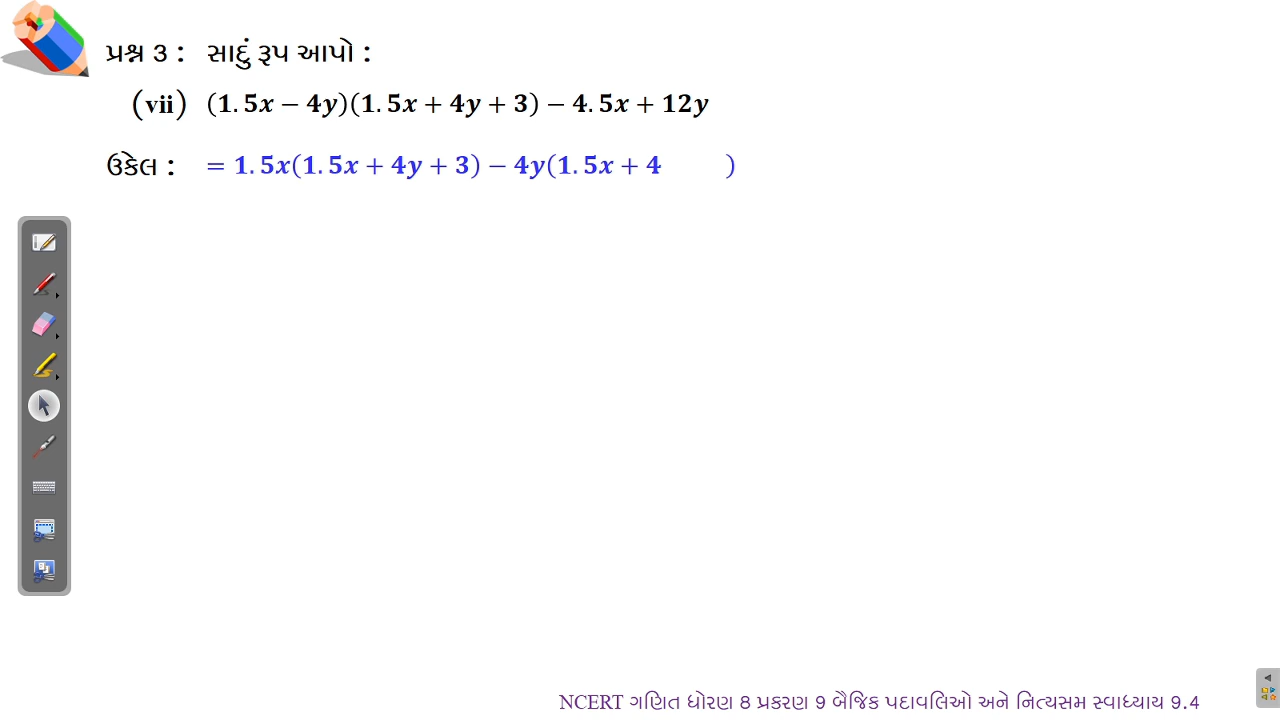 પ્રશ્ન 3 : સાદું રૂપ આપો :
(vii) (1.5x − 4y)(1.5x + 4y + 3) − 4.5x + 12y
ઉકેલ : = 1.5x(1.5x + 4y + 3) − 4y(1.5x + 4 )
NCERT ગણિત ધોરણ 8 પ્રકરણ 9 બૈજિક પદાવલિઓ અને નિત્યસમ સ્વાધ્યાય 9.4